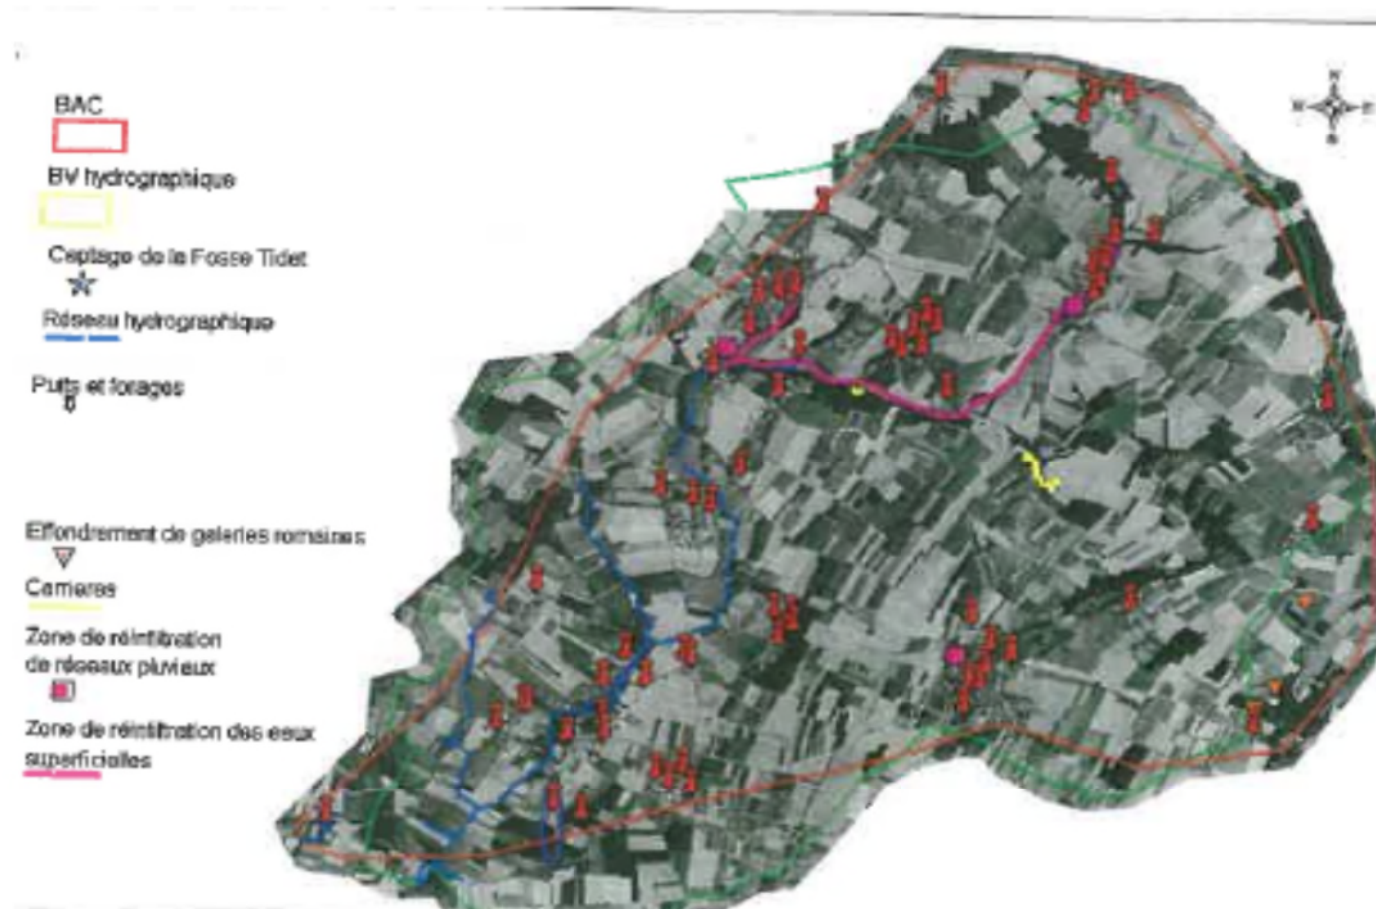 BAC
BV hydrographique
Captage de la Fosse Tidet
Réseau hydrographique
Puits et forages
Effondrement de galeries romaines
Carrieres
Zone de réinfiltration
de réseaux pluvieux
Zone de réinfiltration des eaux
superficielles